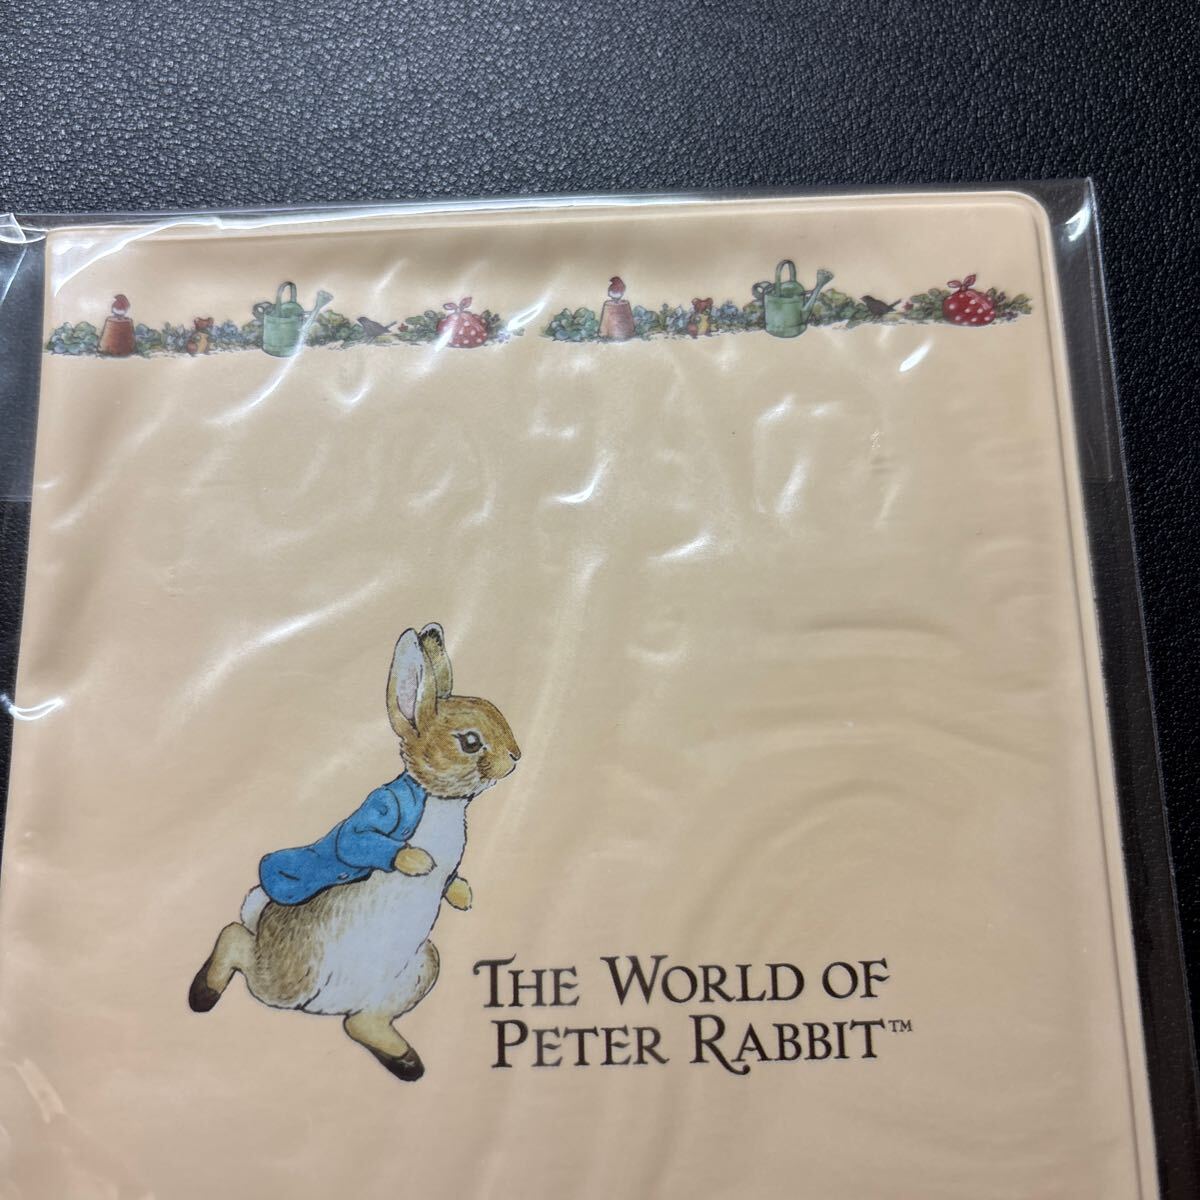 THE WORLD OF
PETER RABBIT™